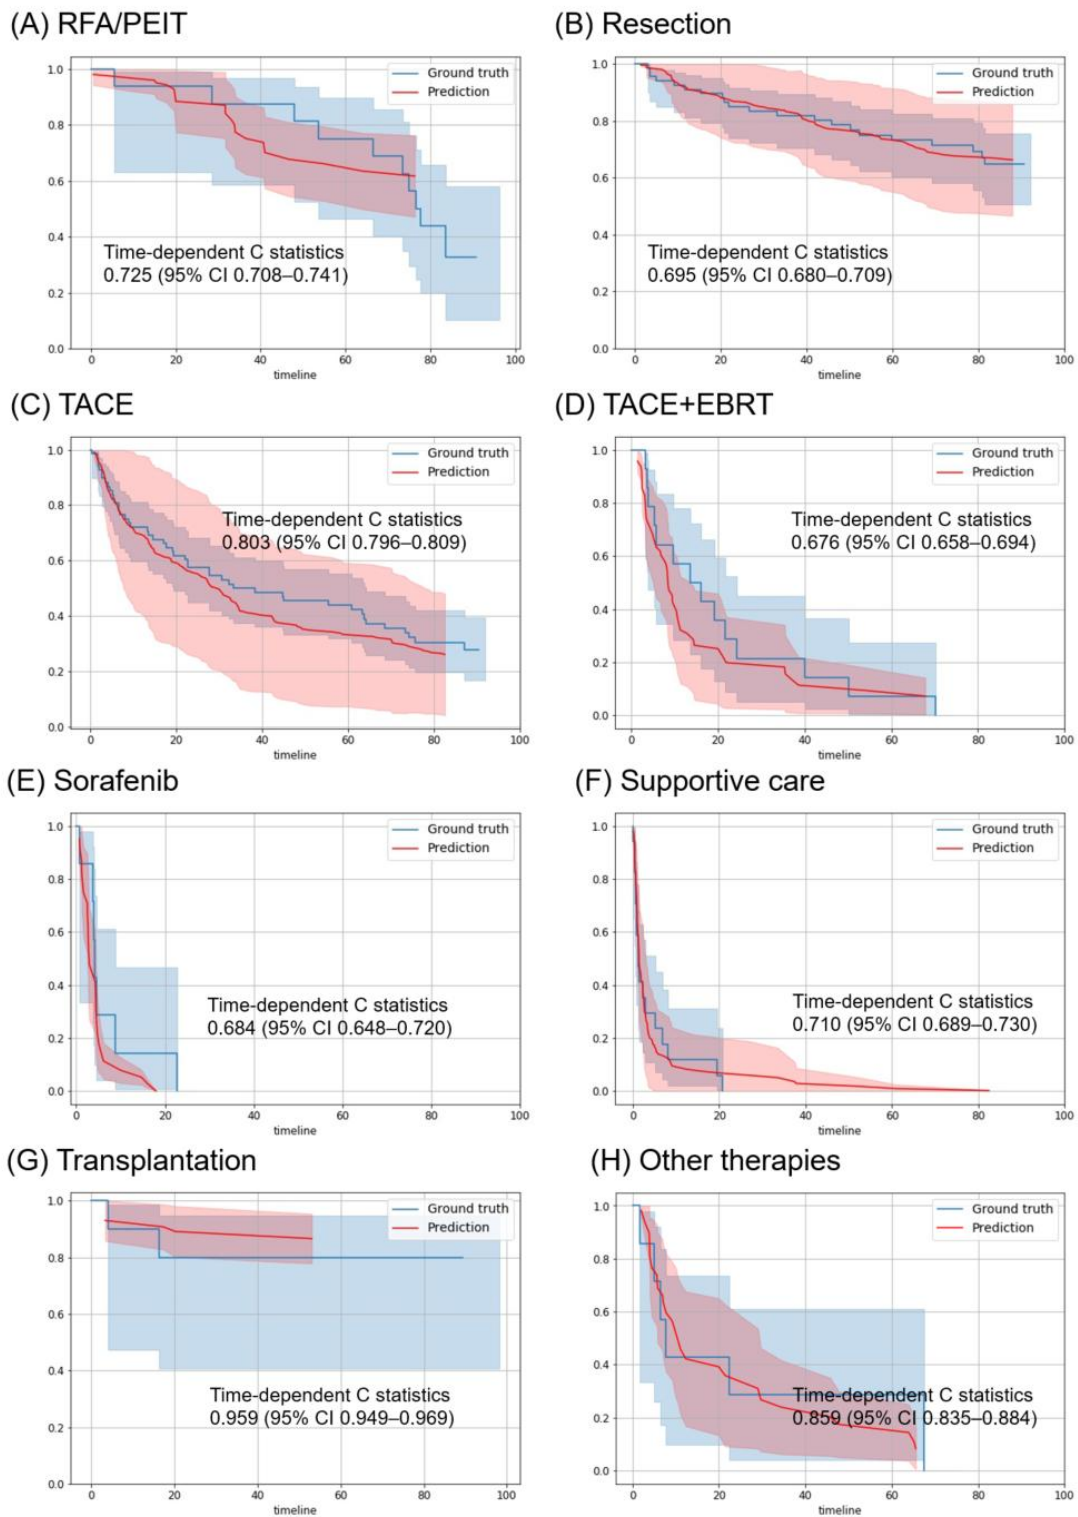 (A) RFA/PEIT
1.0
0.8
0.6
0.4
0.2
0.0
Ground truth
Prediction
Time-dependent C statistics
0.725 (95% CI 0.708–0.741)
0 20 40 60 80 100
timeline
(B) Resection
1.0
0.8
0.6
0.4
0.2
0.0
Ground truth
Prediction
Time-dependent C statistics
0.695 (95% CI 0.680–0.709)
0 20 40 60 80 100
timeline
(C) TACE
1.0
0.8
0.6
0.4
0.2
0.0
Ground truth
Prediction
Time-dependent C statistics
0.803 (95% CI 0.796–0.809)
0 20 40 60 80 100
timeline
(D) TACE+EBRT
1.0
0.8
0.6
0.4
0.2
0.0
Ground truth
Prediction
Time-dependent C statistics
0.676 (95% CI 0.658–0.694)
0 20 40 60 80 100
timeline
(E) Sorafenib
1.0
0.8
0.6
0.4
0.2
0.0
Ground truth
Prediction
Time-dependent C statistics
0.684 (95% CI 0.648–0.720)
0 20 40 60 80 100
timeline
(F) Supportive care
1.0
0.8
0.6
0.4
0.2
0.0
Ground truth
Prediction
Time-dependent C statistics
0.710 (95% CI 0.689–0.730)
0 20 40 60 80 100
timeline
(G) Transplantation
1.0
0.8
0.6
0.4
0.2
0.0
Ground truth
Prediction
Time-dependent C statistics
0.959 (95% CI 0.949–0.969)
0 20 40 60 80 100
timeline
(H) Other therapies
1.0
0.8
0.6
0.4
0.2
0.0
Ground truth
Prediction
Time-dependent C statistics
0.859 (95% CI 0.835–0.884)
0 20 40 60 80 100
timeline